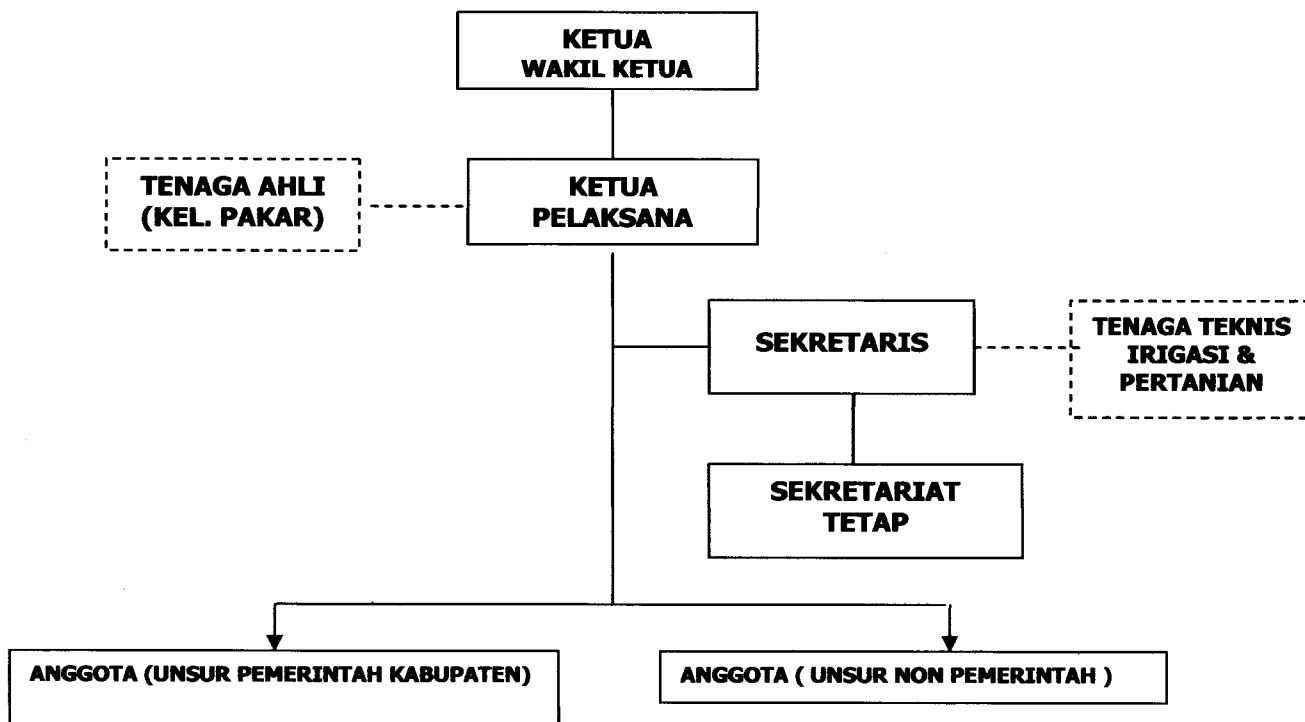 KETUA
WAKIL KETUA
TENAGA AHLI
(KEL. PAKAR)
KETUA
PELAKSANA
SEKRETARIS
TENAGA TEKNIS
IRIGASI &
PERTANIAN
SEKRETARIAT
TETAP
ANGGOTA (UNSUR PEMERINTAH KABUPATEN)
ANGGOTA ( UNSUR NON PEMERINTAH )